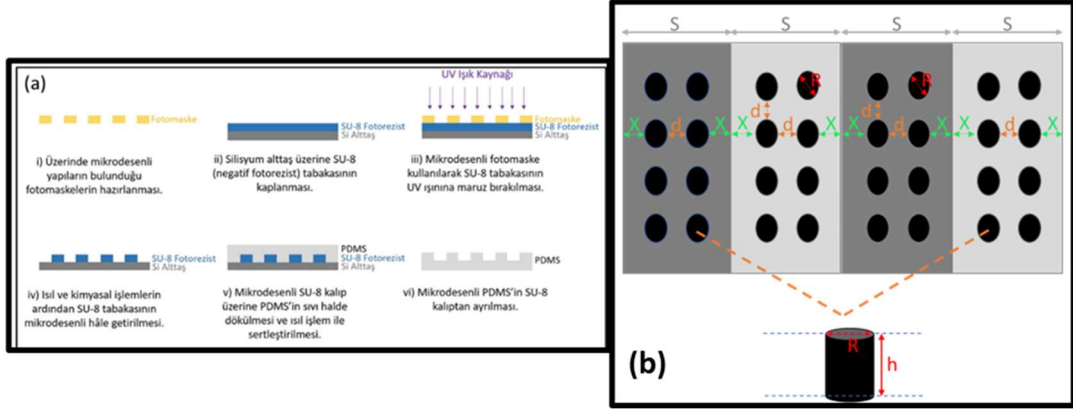 (a)
UV Işık Kaynağı
Fotomaske
Fotomaske
SU-8 Fotorezist
Si Alttaş
SU-8 Fotorezist
Si Alttaş
i) Üzerinde mikrodesenli
yapıların bulunduğu
fotomaskelerin hazırlanması.
ii) Silisyum alttaş üzerine SU-8
(negatif fotorezist) tabakasının
kaplanması.
iii) Mikrodesenli fotomaske
kullanılarak SU-8 tabakasının
UV ışınına maruz bırakılması.
SU-8 Fotorezist
Si Alttaş
PDMS
SU-8 Fotorezist
Si Alttaş
PDMS
iv) Isıl ve kimyasal işlemlerin
ardından SU-8 tabakasının
mikrodesenli hâle getirilmesi.
v) Mikrodesenli SU-8 kalıp
üzerine PDMS'in sıvı halde
dökülmesi ve ısıl işlem ile
sertleştirilmesi.
vi) Mikrodesenli PDMS'in SU-8
kalıptan ayrılması.
S S S S
R R
d d
X d X X d X X d X X d X
(b)
R
h